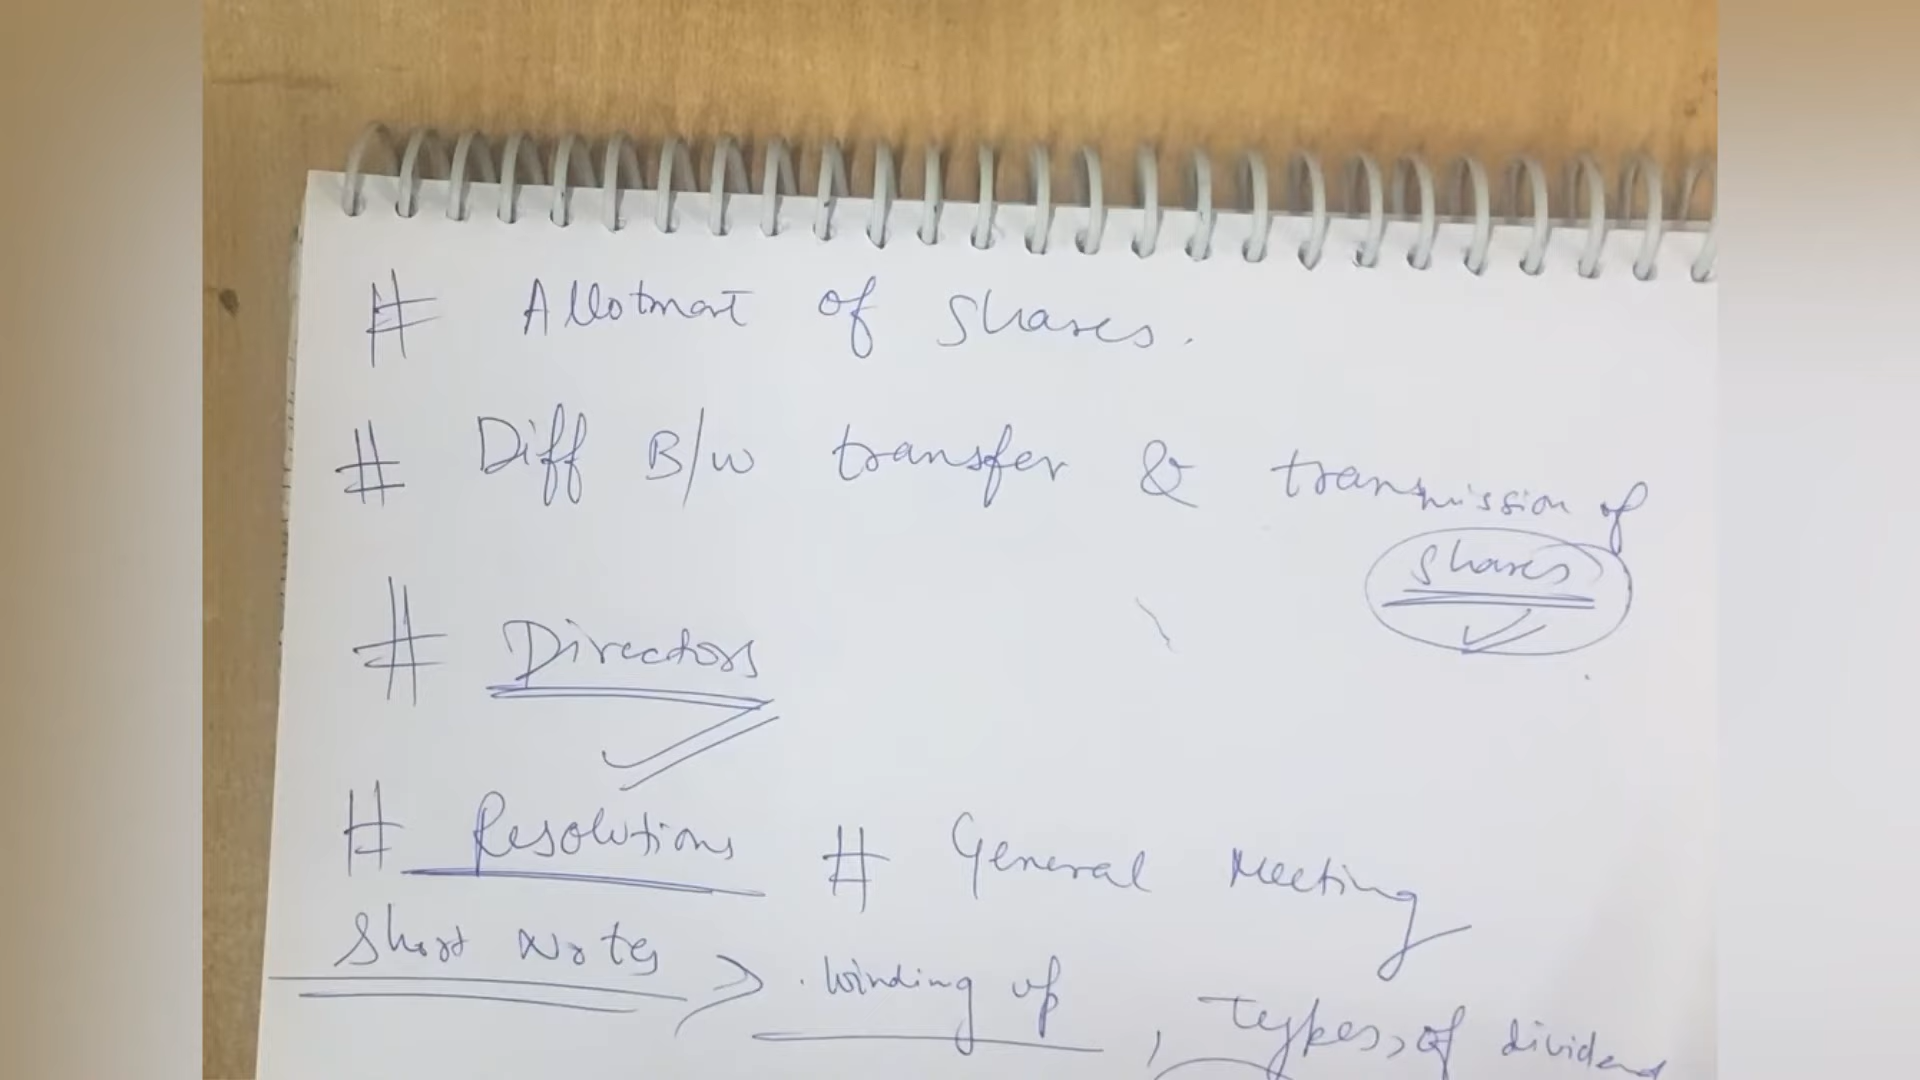 # Allotment of Shares.
# Diff B/w transfer & transmission of
shares
# Directors
# Resolutions # General Meeting
Short Notes > . winding up , Types of dividend